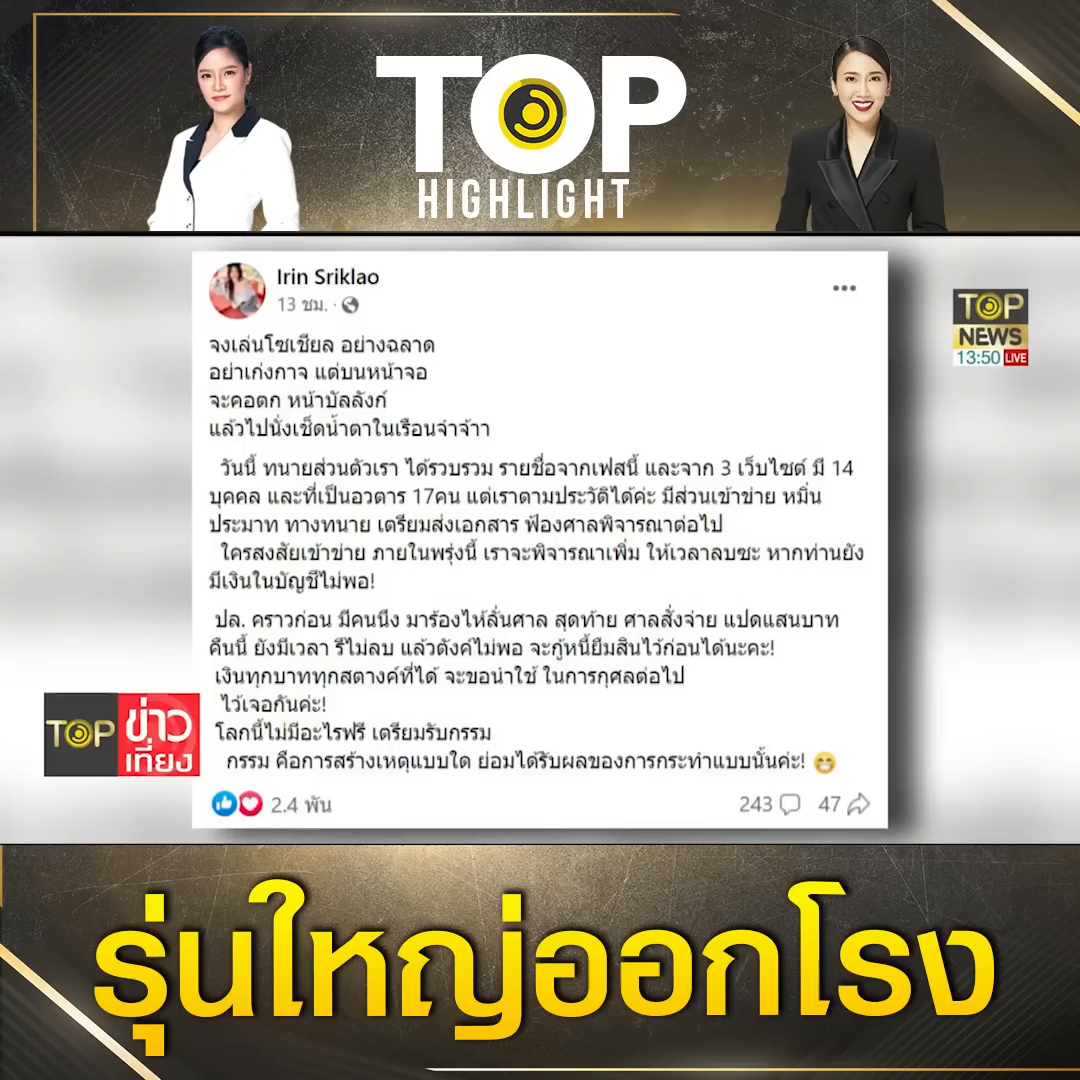 TOP
HIGHLIGHT
Irin Sriklao
13 ชม. ·
TOP
NEWS
13:50 LIVE
จงเล่นโซเชียล อย่างฉลาด
อย่าเก่งกาจ แต่บนหน้าจอ
จะคอตก หน้าบัลลังก์
แล้วไปนั่งเช็ดน้ำตาในเรือนจำจ้าา
วันนี้ ทนายส่วนตัวเรา ได้รวบรวม รายชื่อจากเฟสนี้ และจาก 3 เว็บไซต์ มี 14
บุคคล และที่เป็นอวตาร 17คน แต่เราตามประวัติได้ค่ะ มีส่วนเข้าข่าย หมิ่น
ประมาท ทางทนาย เตรียมส่งเอกสาร ฟ้องศาลพิจารณาต่อไป
ใครสงสัยเข้าข่าย ภายในพรุ่งนี้ เราจะพิจารณาเพิ่ม ให้เวลาลบซะ หากท่านยัง
มีเงินในบัญชีไม่พอ!
ปล. คราวก่อน มีคนนึง มาร้องไห้ลั่นศาล สุดท้าย ศาลสั่งจ่าย แปดแสนบาท
คืนนี้ ยังมีเวลา รึไม่ลบ แล้วตังค์ไม่พอ จะกู้หนี้ยืมสินไว้ก่อนได้นะคะ!
เงินทุกบาททุกสตางค์ที่ได้ จะขอนำใช้ ในการกุศลต่อไป
ไว้เจอกันค่ะ!
โลกนี้ไม่มีอะไรฟรี เตรียมรับกรรม
กรรม คือการสร้างเหตุแบบใด ย่อมได้รับผลของการกระทำแบบนั้นค่ะ! 😁
TOP ข่าว
เที่ยง
2.4 พัน 243 47
รุ่นใหญ่ออกโรง